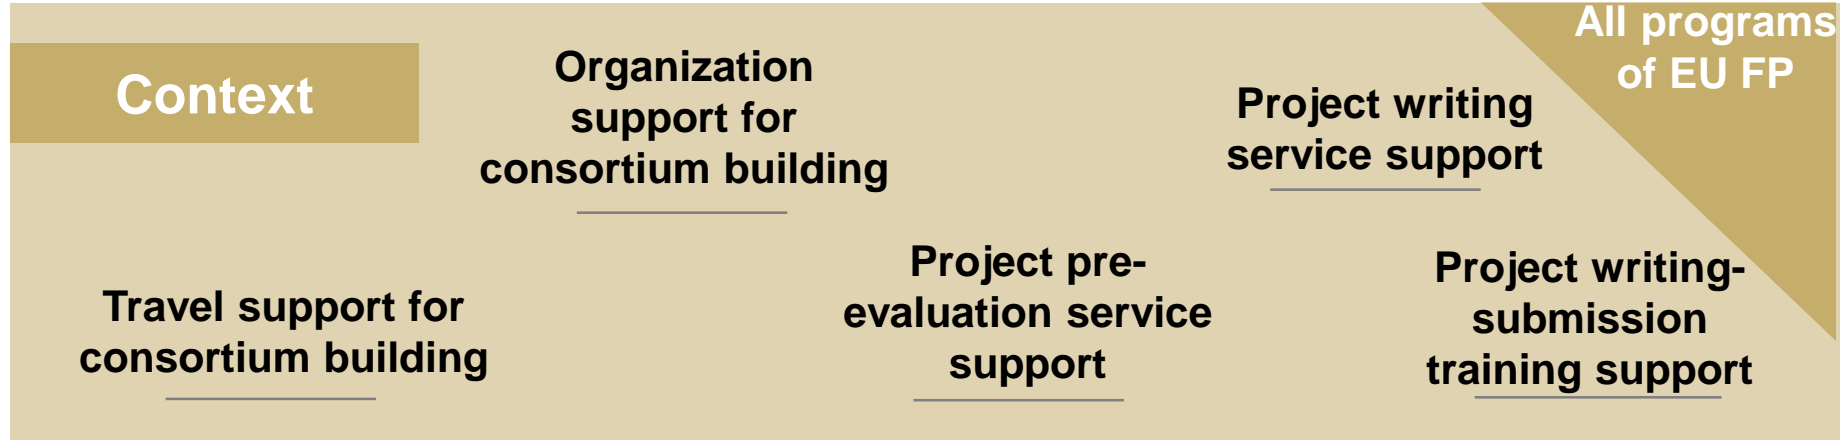 Context
Organization
support for
consortium building
Project writing
service support
All programs
of EU FP
Travel support for
consortium building
Project pre-
evaluation service
support
Project writing-
submission
training support